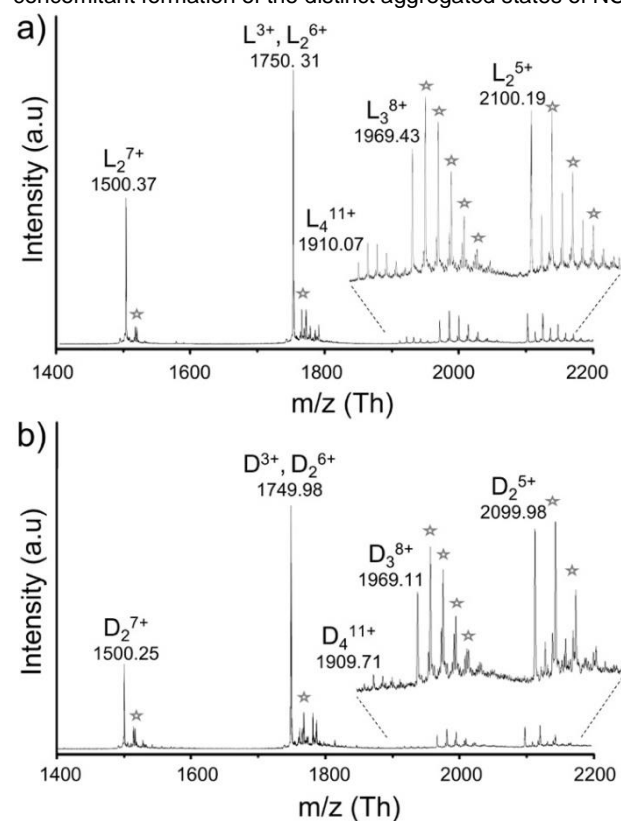 concomitant formation of the distinct aggregated states of NC
a)
L³⁺, L₂⁶⁺
1750. 31
L₂⁵⁺
2100.19
L₃⁸⁺
1969.43
L₂⁷⁺
1500.37
L₄¹¹⁺
1910.07
Intensity (a.u)
1400 1600 1800 2000 2200
m/z (Th)
b)
D³⁺, D₂⁶⁺
1749.98
D₂⁵⁺
2099.98
D₃⁸⁺
1969.11
D₄¹¹⁺
1909.71
D₂⁷⁺
1500.25
Intensity (a.u)
1400 1600 1800 2000 2200
m/z (Th)